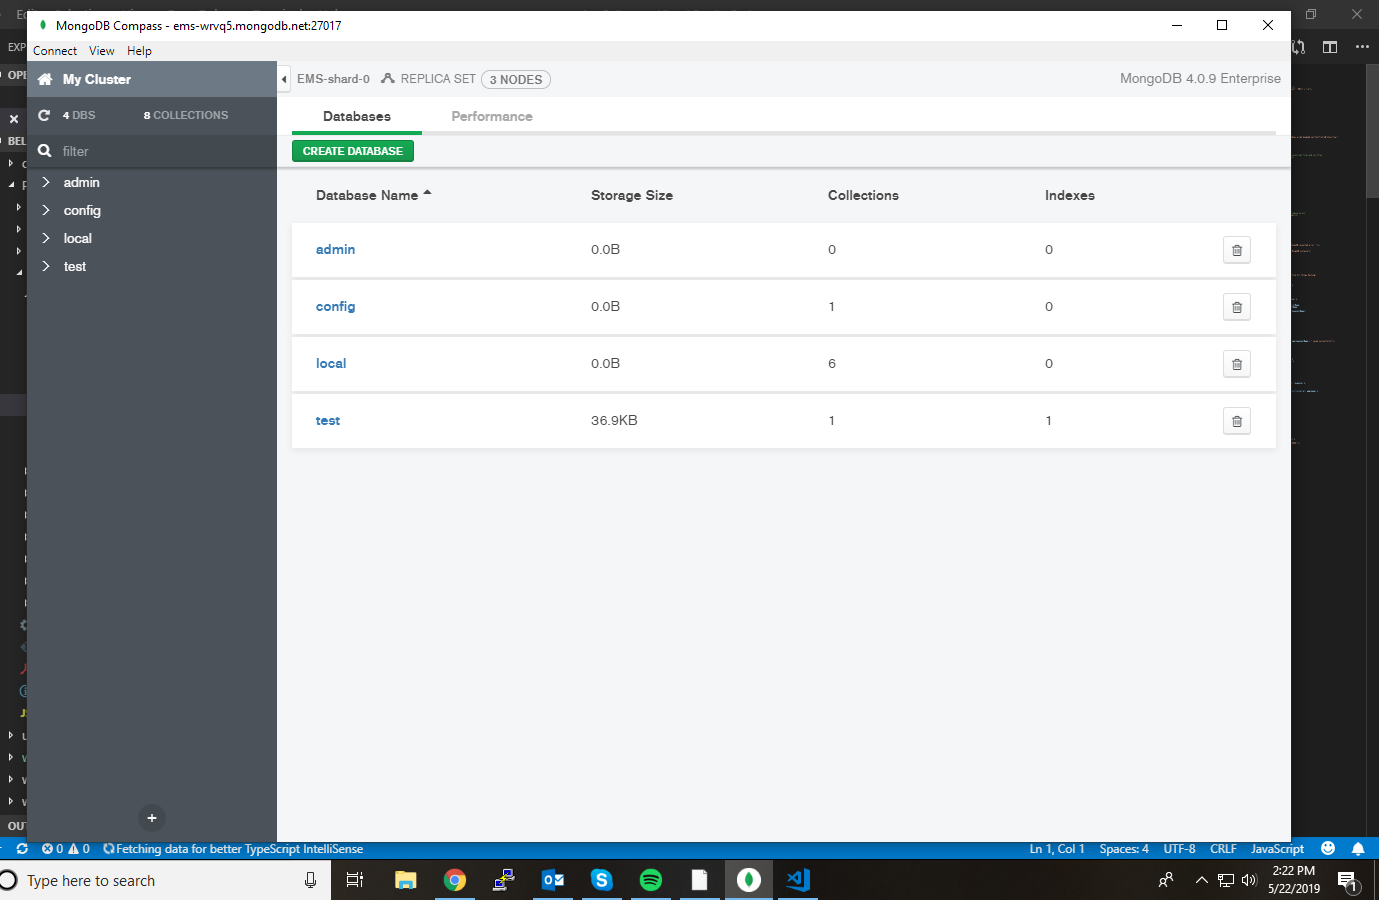 MongoDB Compass - ems-wrvq5.mongodb.net:27017
Connect View Help
My Cluster
EMS-shard-0 REPLICA SET 3 NODES MongoDB 4.0.9 Enterprise
4 DBS 8 COLLECTIONS
Databases Performance
filter
CREATE DATABASE
admin
config
local
test
Database Name Storage Size Collections Indexes
admin 0.0B 0 0
config 0.0B 1 0
local 0.0B 6 0
test 36.9KB 1 1
EXP
OPE
BEL
OUT
0 0 Fetching data for better TypeScript IntelliSense Ln 1, Col 1 Spaces: 4 UTF-8 CRLF JavaScript
Type here to search
2:22 PM
5/22/2019
1